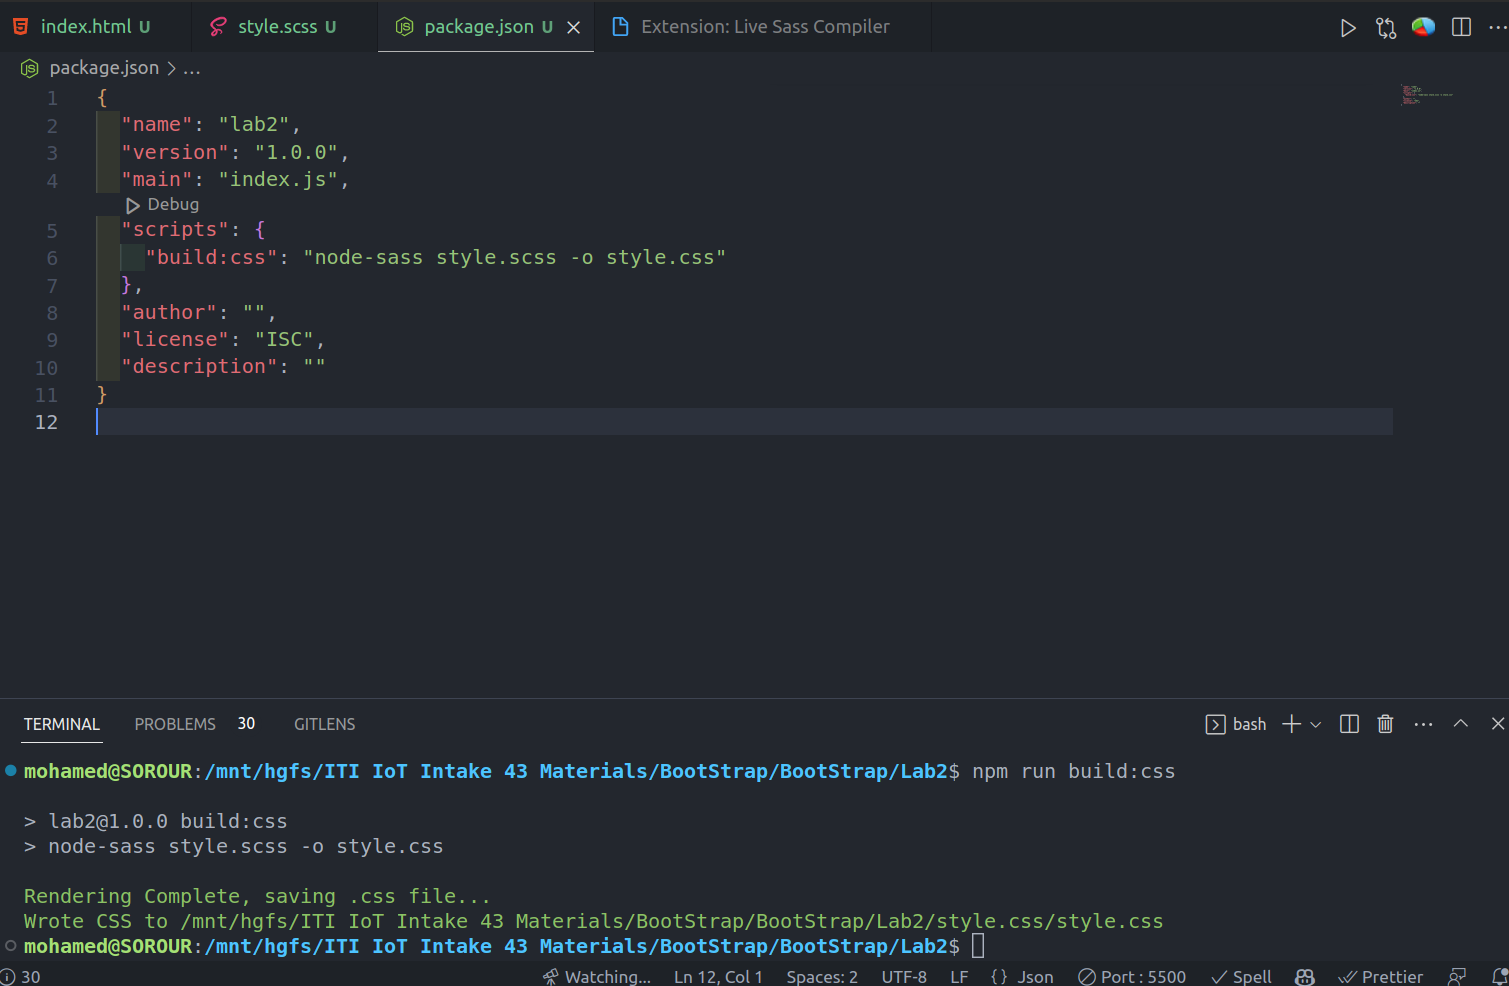 index.html U style.scss U package.json U Extension: Live Sass Compiler
package.json > ...
1 {
2 "name": "lab2",
3 "version": "1.0.0",
4 "main": "index.js",
Debug
5 "scripts": {
6 "build:css": "node-sass style.scss -o style.css"
7 },
8 "author": "",
9 "license": "ISC",
10 "description": ""
11 }
12
TERMINAL PROBLEMS 30 GITLENS bash
mohamed@SOROUR:/mnt/hgfs/ITI IoT Intake 43 Materials/BootStrap/BootStrap/Lab2$ npm run build:css
> lab2@1.0.0 build:css
> node-sass style.scss -o style.css
Rendering Complete, saving .css file...
Wrote CSS to /mnt/hgfs/ITI IoT Intake 43 Materials/BootStrap/BootStrap/Lab2/style.css/style.css
mohamed@SOROUR:/mnt/hgfs/ITI IoT Intake 43 Materials/BootStrap/BootStrap/Lab2$
30 Watching... Ln 12, Col 1 Spaces: 2 UTF-8 LF {} Json Port : 5500 Spell Prettier